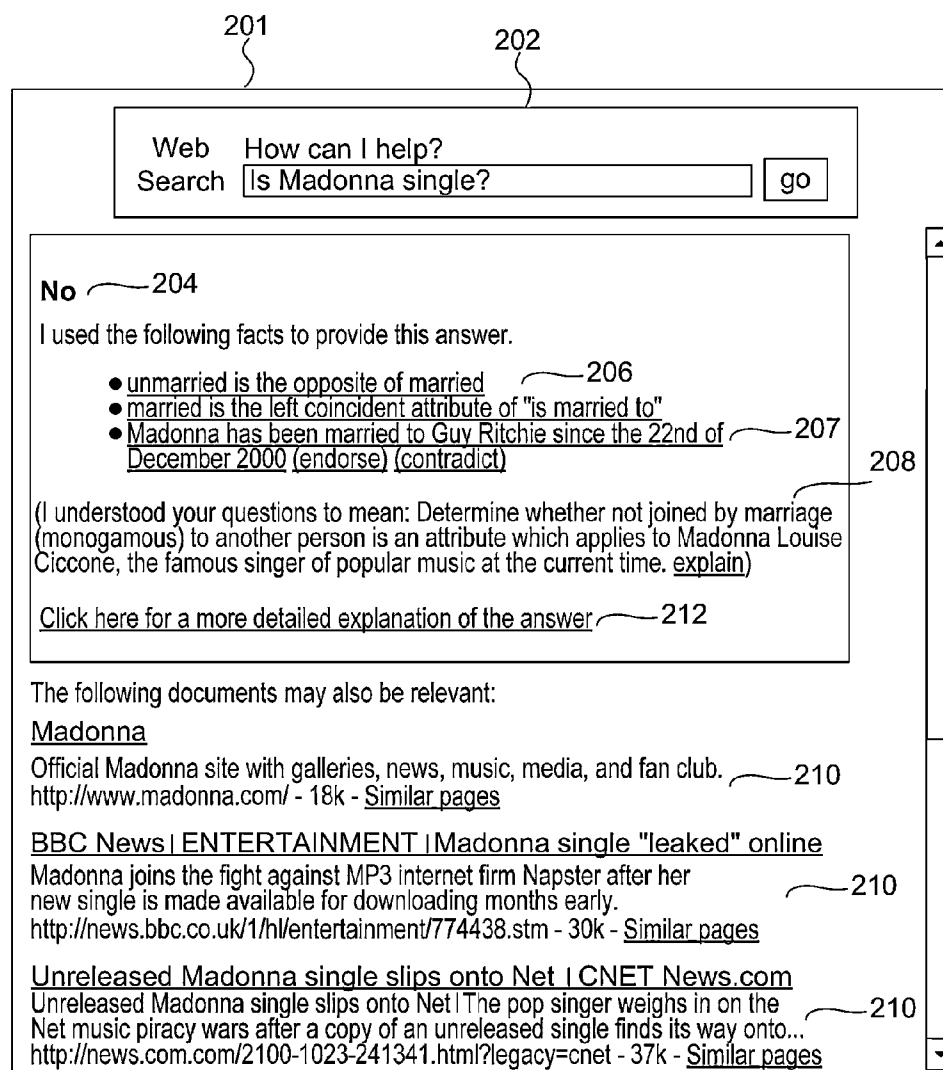 201
202
Web How can I help?
Search Is Madonna single? go
No 204
I used the following facts to provide this answer.
● unmarried is the opposite of married 206
● married is the left coincident attribute of "is married to"
● Madonna has been married to Guy Ritchie since the 22nd of 207
December 2000 (endorse) (contradict)
208
(I understood your questions to mean: Determine whether not joined by marriage
(monogamous) to another person is an attribute which applies to Madonna Louise
Ciccone, the famous singer of popular music at the current time. explain)
Click here for a more detailed explanation of the answer 212
The following documents may also be relevant:
Madonna
Official Madonna site with galleries, news, music, media, and fan club. 210
http://www.madonna.com/ - 18k - Similar pages
BBC News | ENTERTAINMENT | Madonna single "leaked" online
Madonna joins the fight against MP3 internet firm Napster after her 210
new single is made available for downloading months early.
http://news.bbc.co.uk/1/hl/entertainment/774438.stm - 30k - Similar pages
Unreleased Madonna single slips onto Net | CNET News.com
Unreleased Madonna single slips onto Net | The pop singer weighs in on the 210
Net music piracy wars after a copy of an unreleased single finds its way onto...
http://news.com.com/2100-1023-241341.html?legacy=cnet - 37k - Similar pages